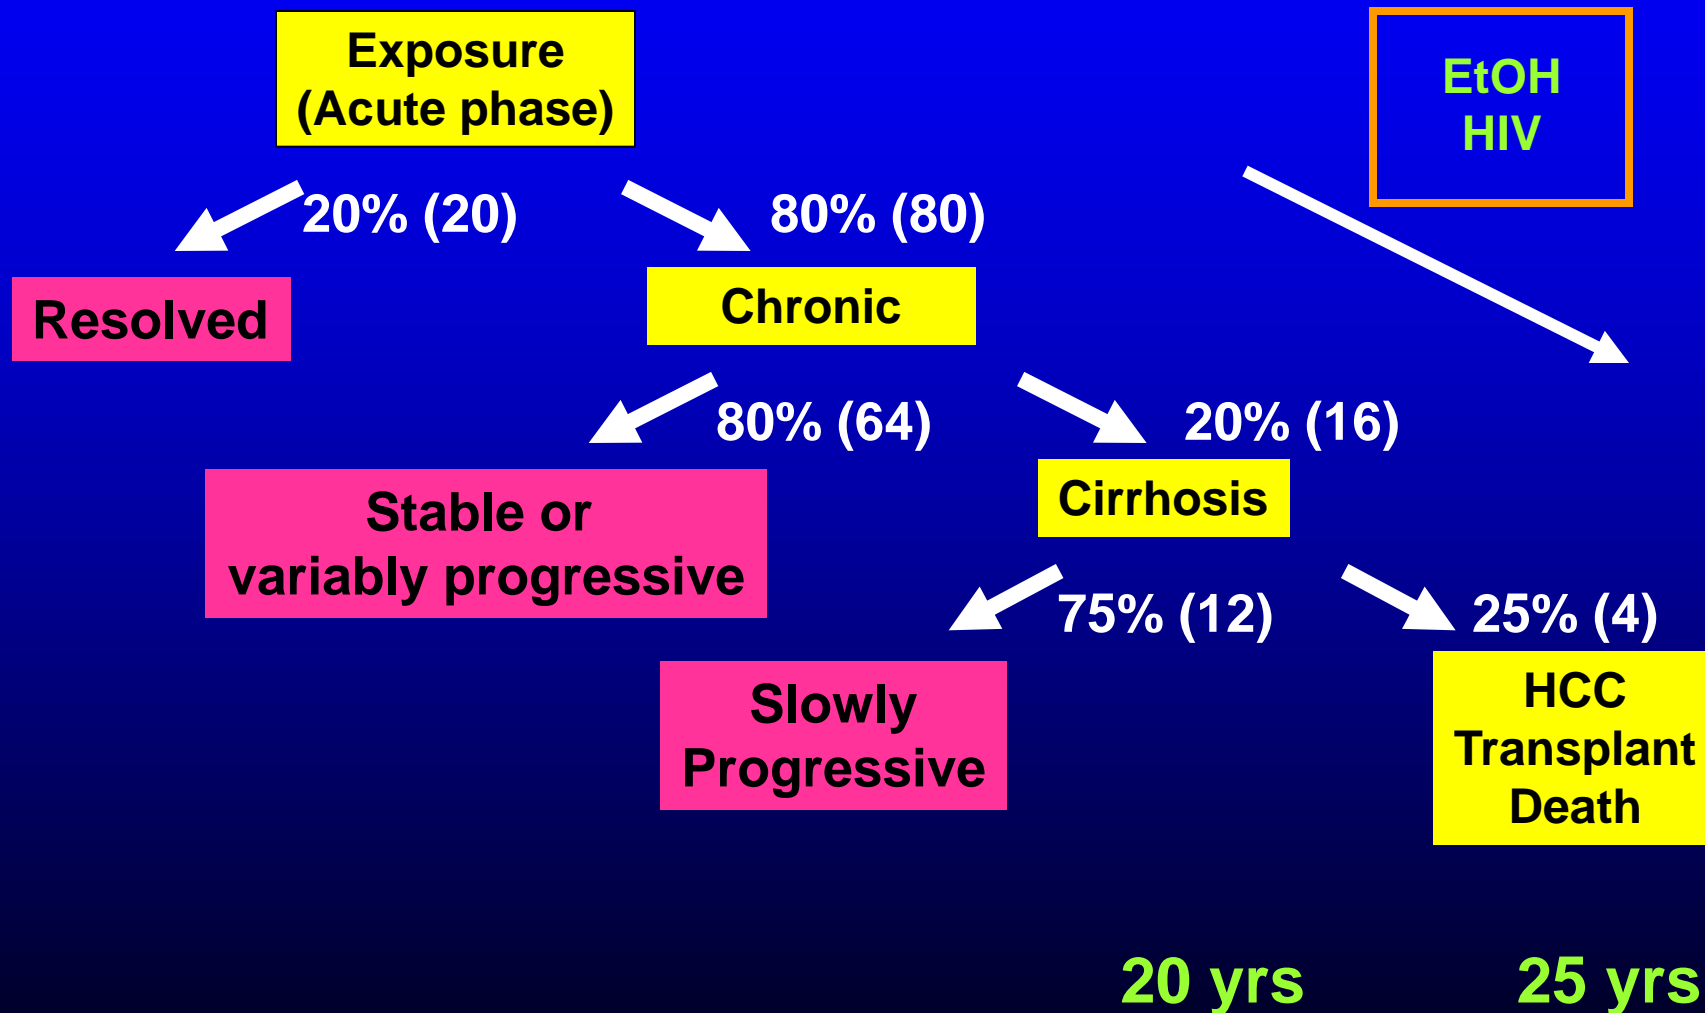 Exposure
(Acute phase)
EtOH
HIV
20% (20)
80% (80)
Resolved
Chronic
80% (64)
20% (16)
Stable or
variably progressive
Cirrhosis
75% (12)
25% (4)
Slowly
Progressive
HCC
Transplant
Death
20 yrs
25 yrs